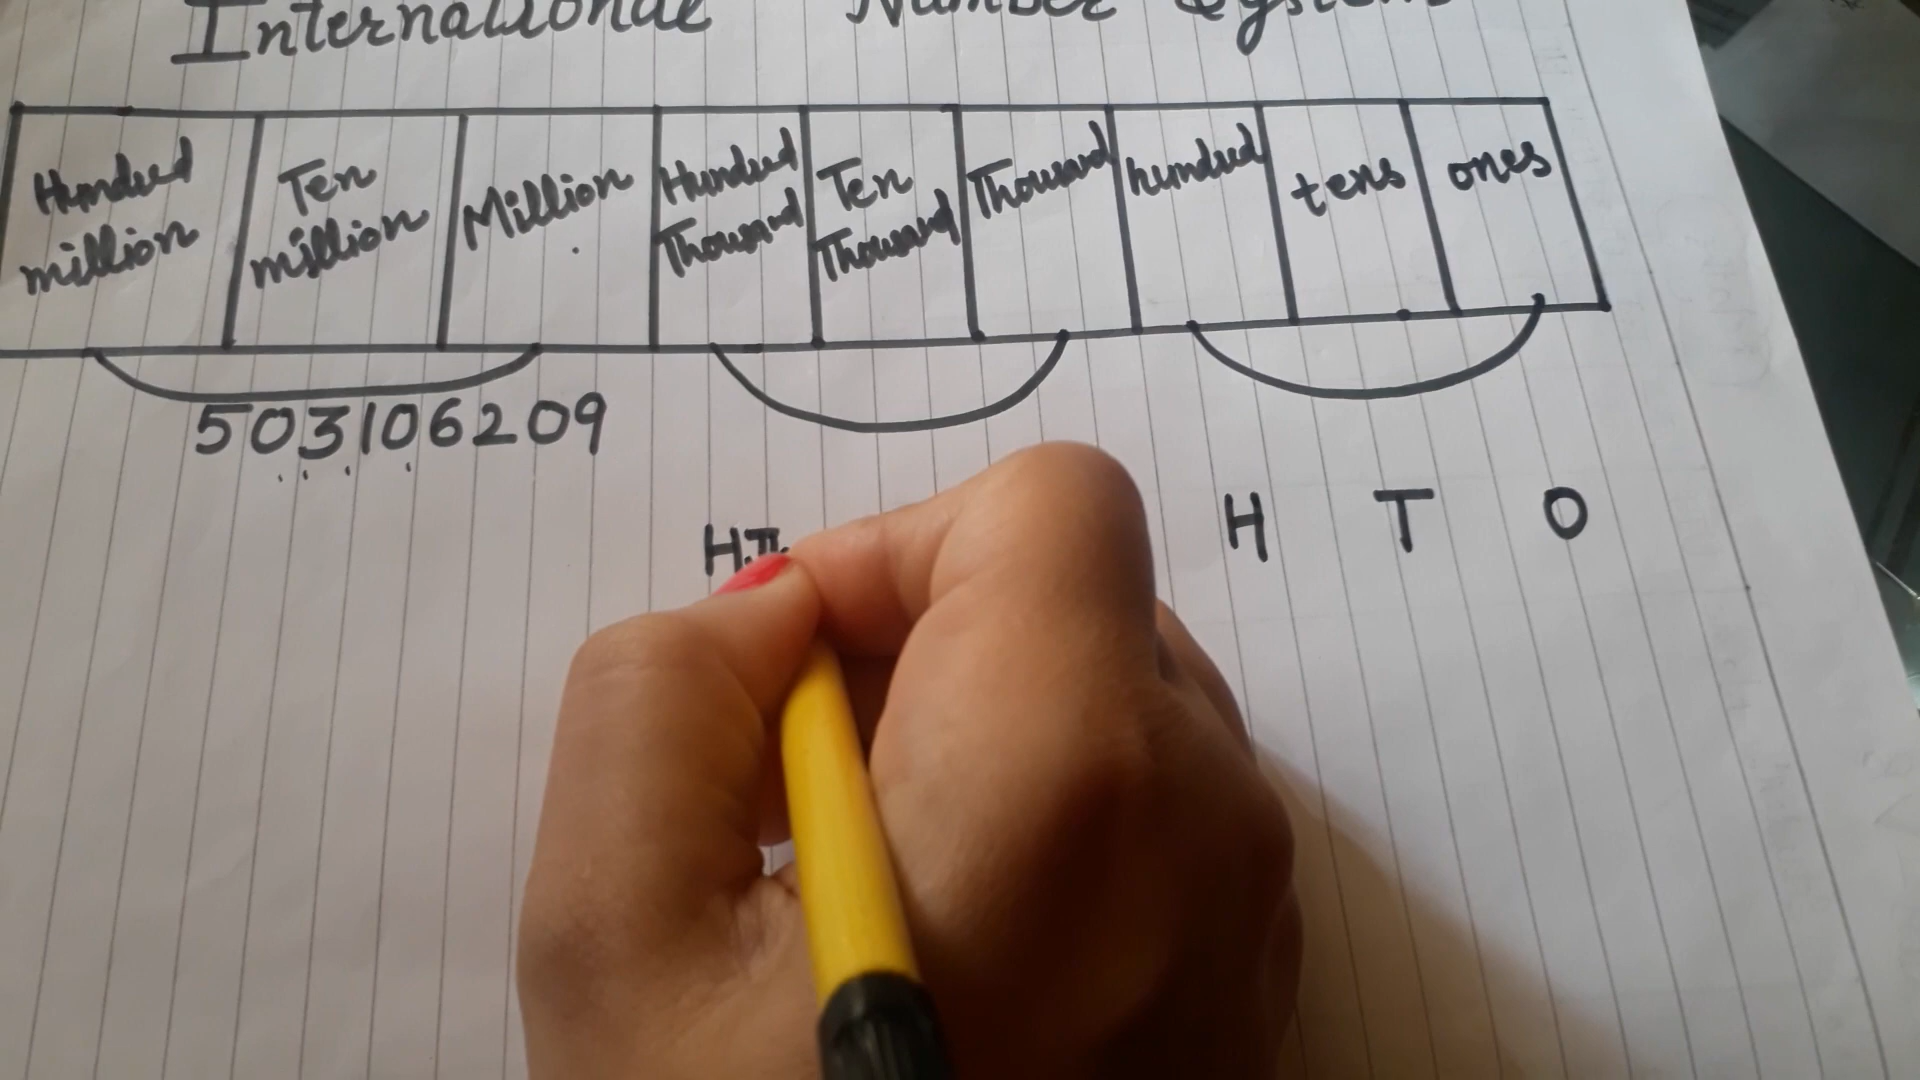 International Number System
Hundred million Ten million Million Hundred Thousand Ten Thousand Thousand hundred tens ones
503106209
H T O